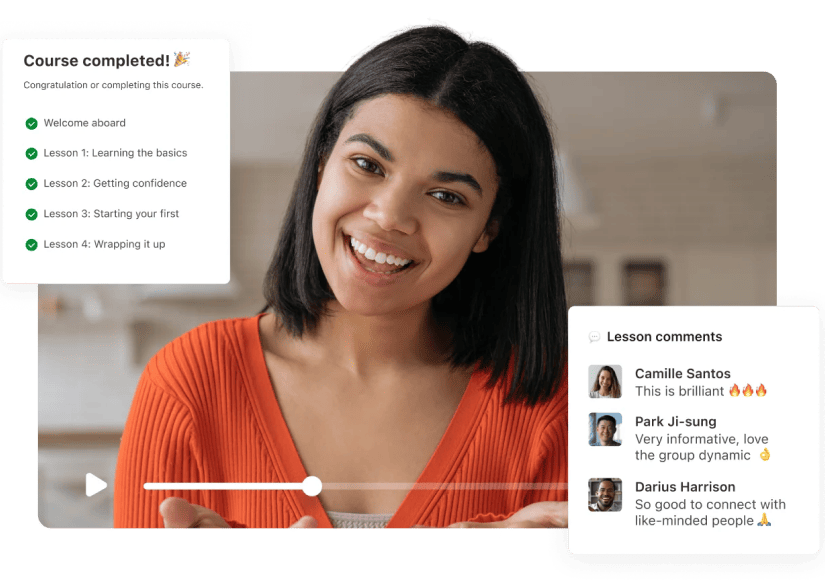 Course completed! 🎉
Congratulation or completing this course.
Welcome aboard
Lesson 1: Learning the basics
Lesson 2: Getting confidence
Lesson 3: Starting your first
Lesson 4: Wrapping it up
Lesson comments
Camille Santos
This is brilliant 🔥🔥🔥
Park Ji-sung
Very informative, love
the group dynamic 👌
Darius Harrison
So good to connect with
like-minded people 🙏